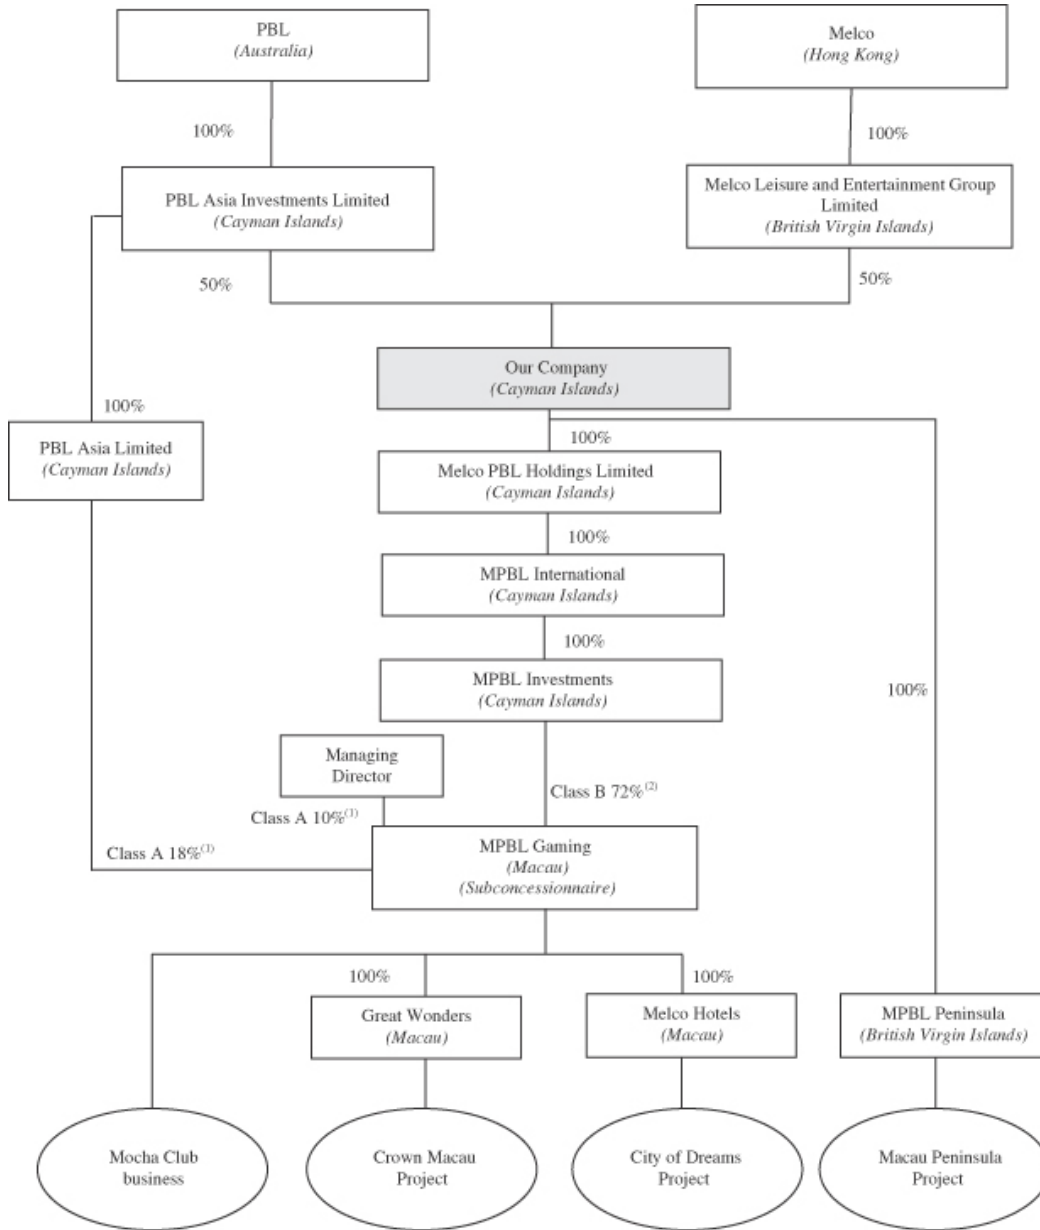 PBL
(Australia)
Melco
(Hong Kong)
100%
100%
PBL Asia Investments Limited
(Cayman Islands)
Melco Leisure and Entertainment Group
Limited
(British Virgin Islands)
50%
50%
Our Company
(Cayman Islands)
100%
PBL Asia Limited
(Cayman Islands)
100%
Melco PBL Holdings Limited
(Cayman Islands)
100%
MPBL International
(Cayman Islands)
100%
MPBL Investments
(Cayman Islands)
100%
Managing
Director
Class B 72%(2)
Class A 10%(1)
Class A 18%(1)
MPBL Gaming
(Macau)
(Subconcessionnaire)
100%
100%
Great Wonders
(Macau)
Melco Hotels
(Macau)
MPBL Peninsula
(British Virgin Islands)
Mocha Club
business
Crown Macau
Project
City of Dreams
Project
Macau Peninsula
Project